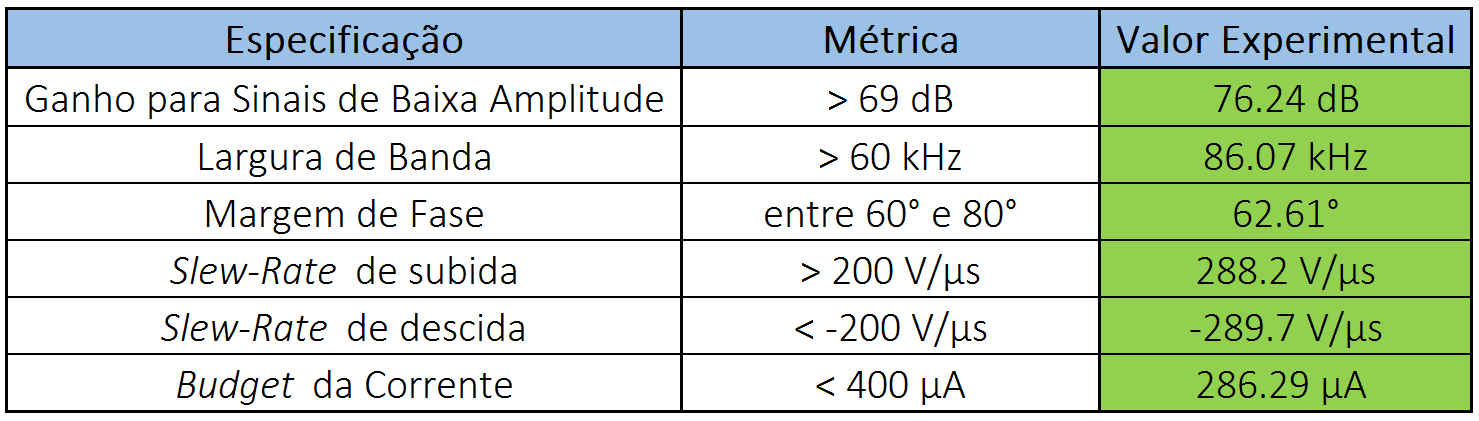 Especificação Métrica Valor Experimental
Ganho para Sinais de Baixa Amplitude > 69 dB 76.24 dB
Largura de Banda > 60 kHz 86.07 kHz
Margem de Fase entre 60° e 80° 62.61°
Slew-Rate de subida > 200 V/µs 288.2 V/µs
Slew-Rate de descida < -200 V/µs -289.7 V/µs
Budget da Corrente < 400 µA 286.29 µA